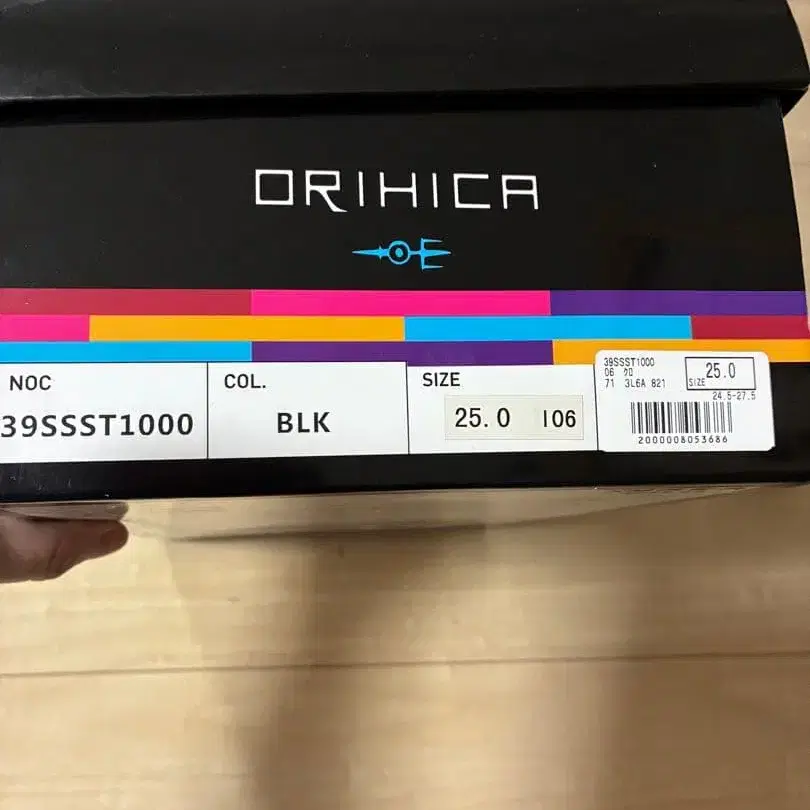 ORIHICA
NOC
39SSST1000
COL.
BLK
SIZE
25.0 I06
39SSST1000
06 クロ
71 3L6A 821
SIZE 25.0
24.5-27.5
2000008053686